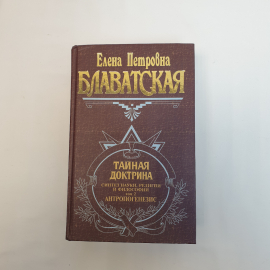 Елена Петровна
БЛАВАТСКАЯ
ТАЙНАЯ
ДОКТРИНА
СИНТЕЗ НАУКИ, РЕЛИГИИ
И ФИЛОСОФИИ
том 2
АНТРОПОГЕНЕЗИС